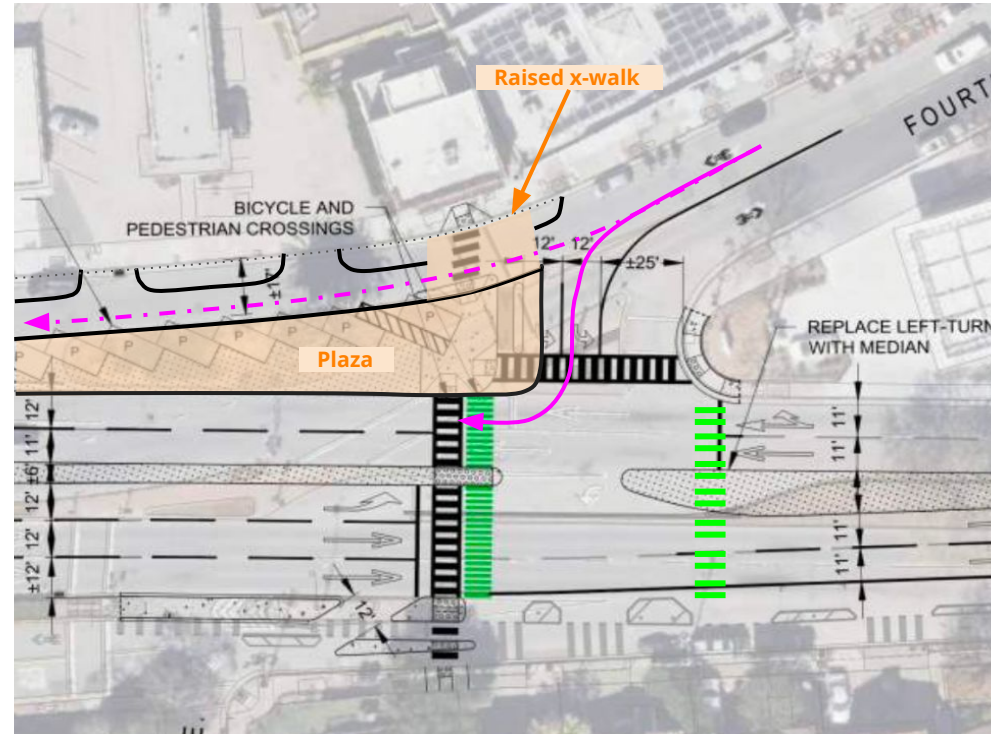 Raised x-walk
FOURT
BICYCLE AND
PEDESTRIAN CROSSINGS
12'
12'
±25'
REPLACE LEFT-TURN
WITH MEDIAN
P
P
P
P
P
P
P
Plaza
12'
11'
±6'
12'
12'
±12'
11'
11'
11'
11'
12'
E.